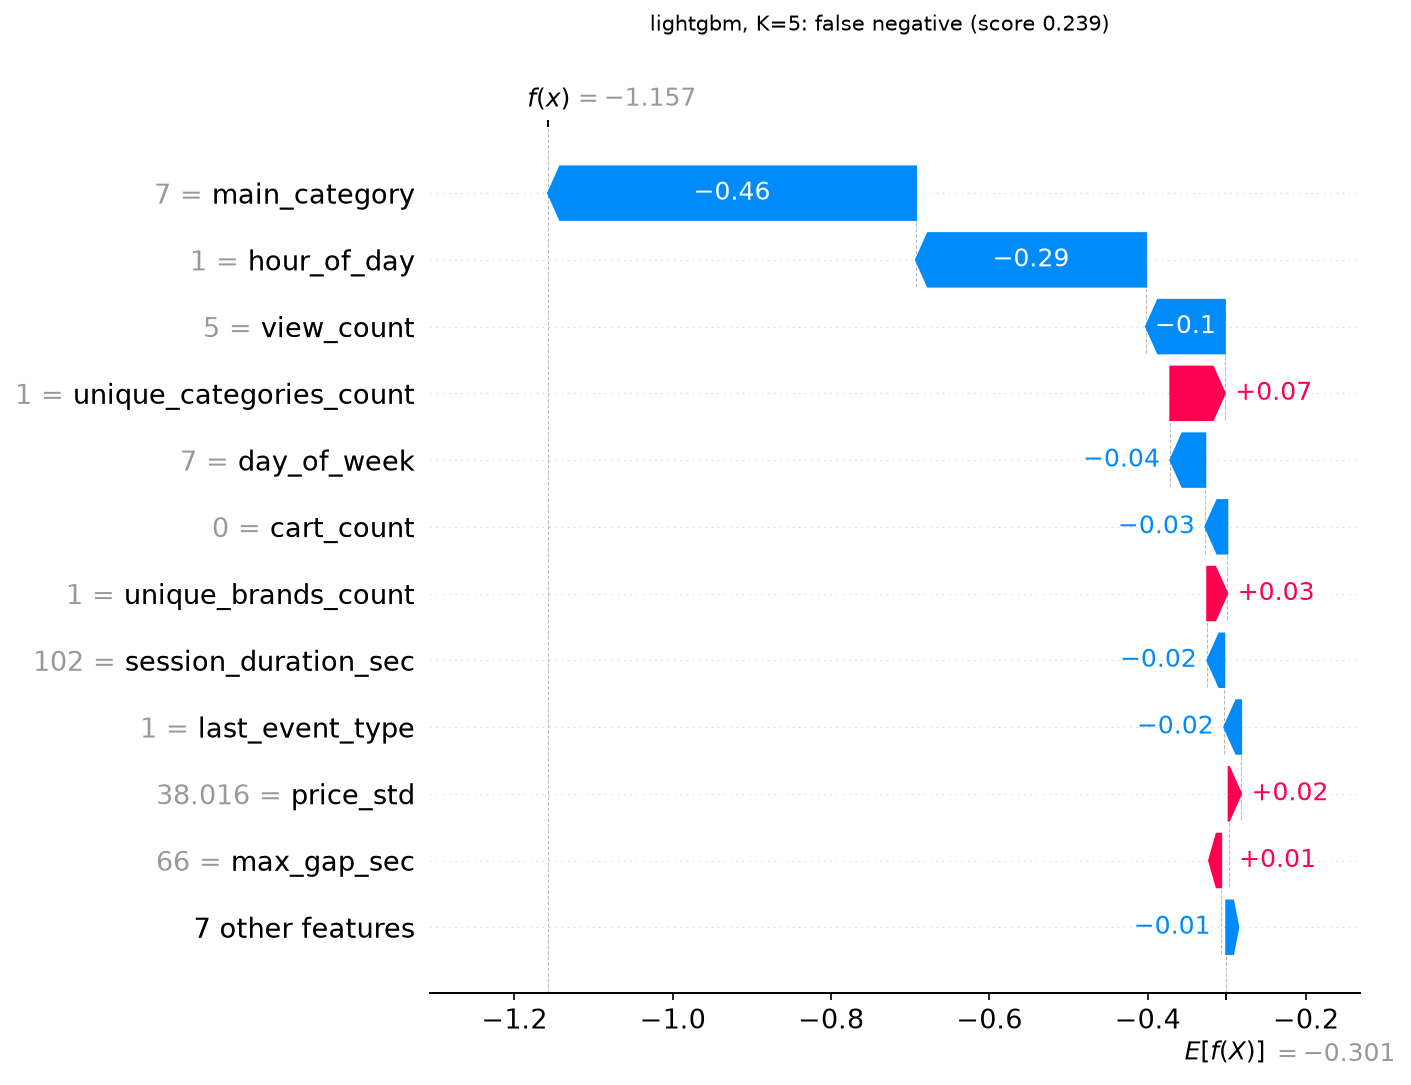 lightgbm, K=5: false negative (score 0.239)
f(x) = −1.157
7 = main_category −0.46
1 = hour_of_day −0.29
5 = view_count −0.1
1 = unique_categories_count +0.07
7 = day_of_week −0.04
0 = cart_count −0.03
1 = unique_brands_count +0.03
102 = session_duration_sec −0.02
1 = last_event_type −0.02
38.016 = price_std +0.02
66 = max_gap_sec +0.01
7 other features −0.01
−1.2 −1.0 −0.8 −0.6 −0.4 −0.2
E[f(X)] = −0.301